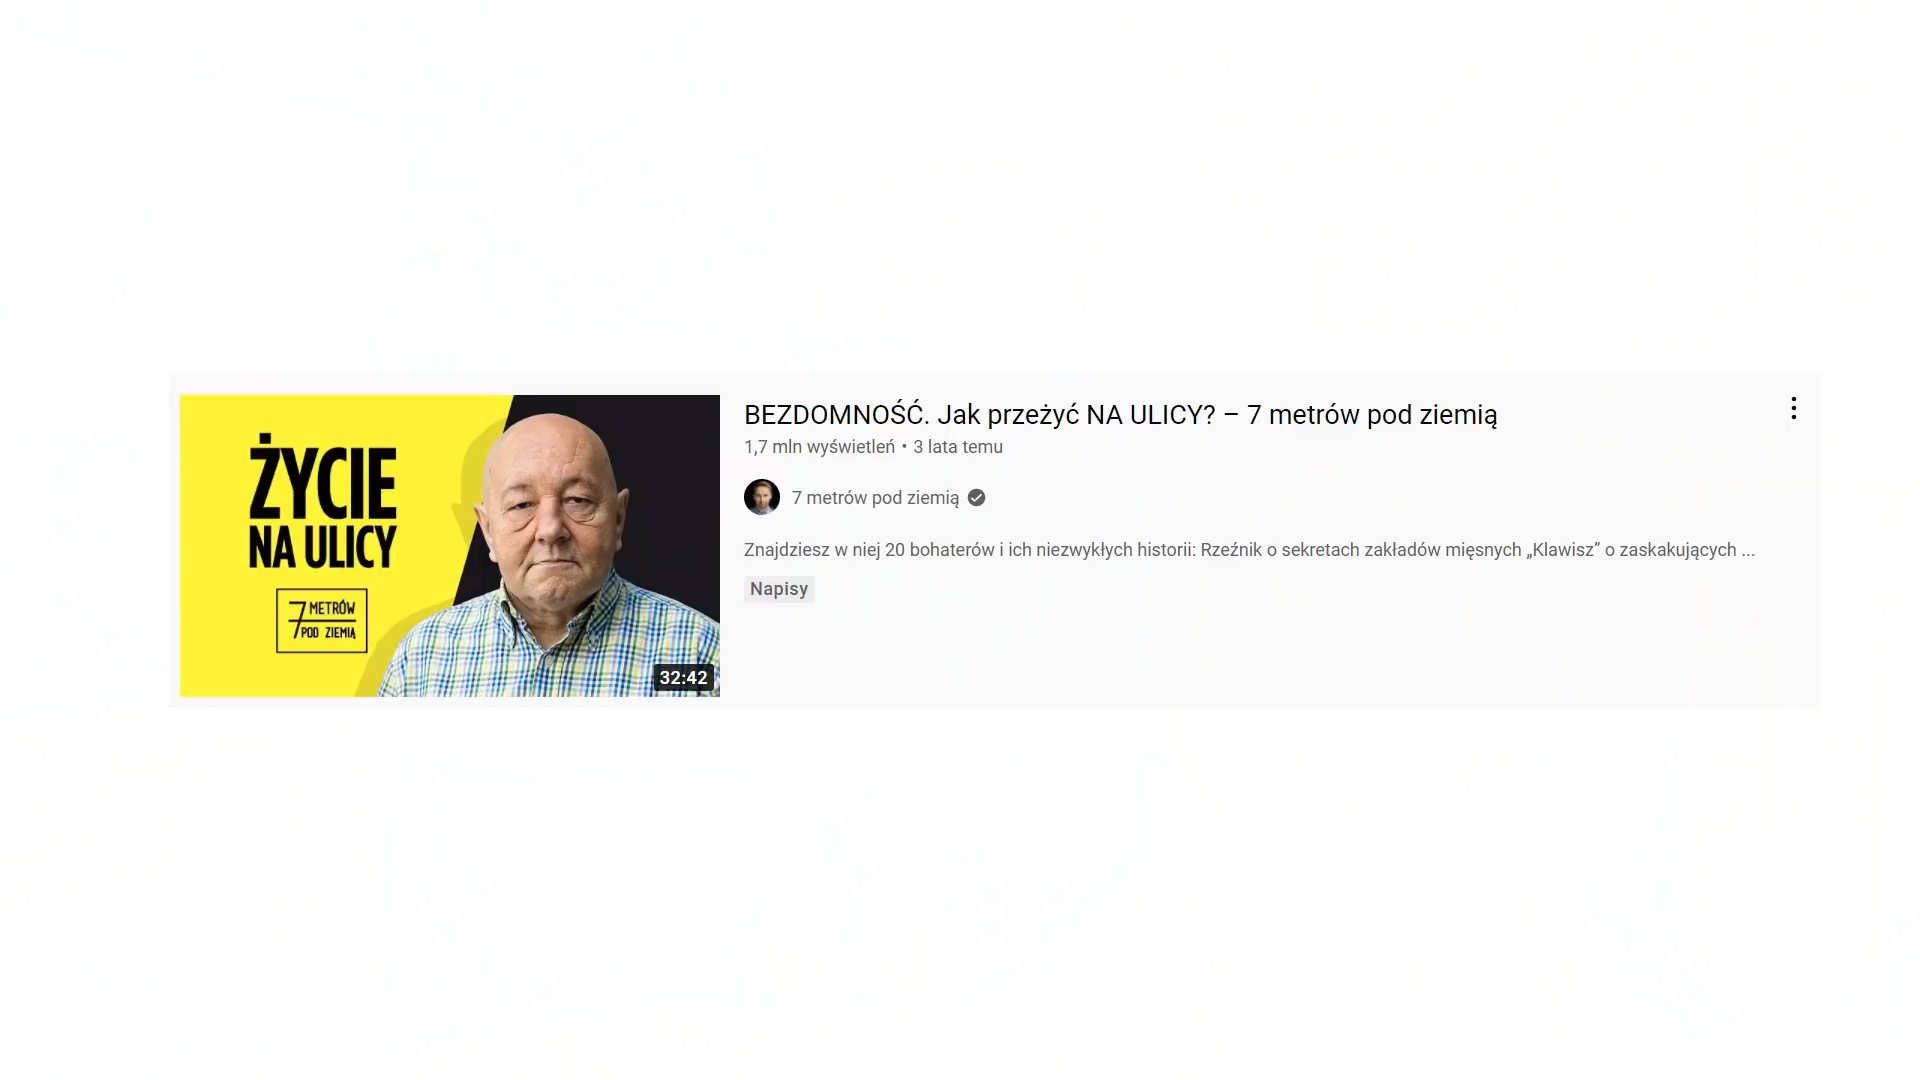 ŻYCIE
NA ULICY
7 METRÓW
POD ZIEMIĄ
32:42
BEZDOMNOŚĆ. Jak przeżyć NA ULICY? – 7 metrów pod ziemią
1,7 mln wyświetleń • 3 lata temu
7 metrów pod ziemią
Znajdziesz w niej 20 bohaterów i ich niezwykłych historii: Rzeźnik o sekretach zakładów mięsnych „Klawisz” o zaskakujących ...
Napisy